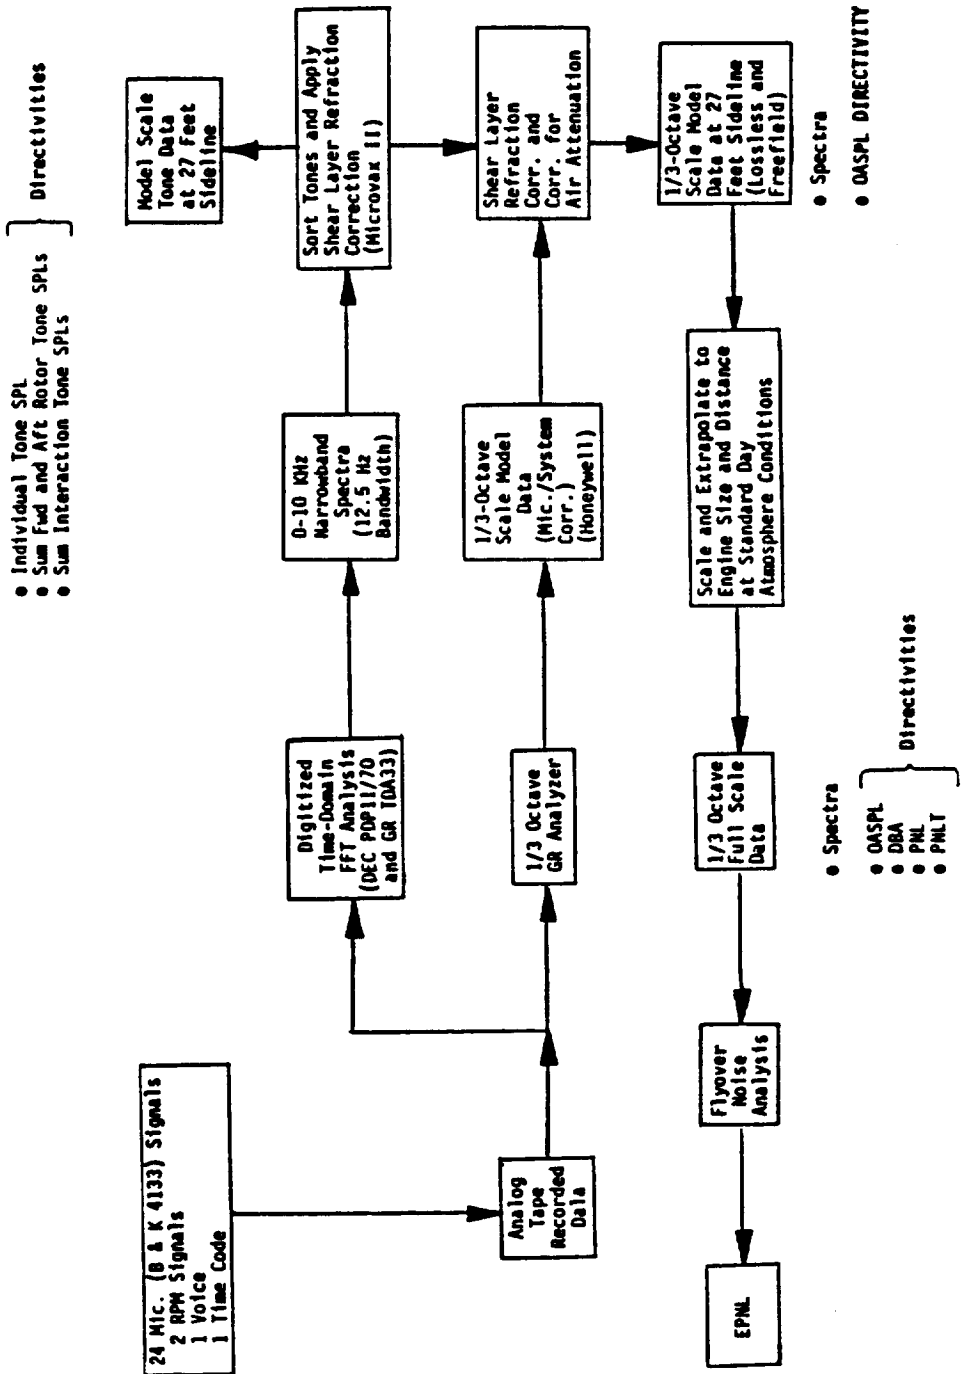 24 Mic. (B & K 4133) Signals
2 RPM Signals
1 Voice
1 Time Code
Analog
Tape
Recorded
Data
Digitized
Time-Domain
FFT Analysis
(DEC PDP11/70
and GR TDA33)
0-10 KHz
Narrowband
Spectra
(12.5 Hz
Bandwidth)
Sort Tones and Apply
Shear Layer Refraction
Correction
(Microvax II)
Model Scale
Tone Data
at 27 Feet
Sideline
● Individual Tone SPL
● Sum Fwd and Aft Rotor Tone SPLs
● Sum Interaction Tone SPLs
Directivities
1/3 Octave
GR Analyzer
1/3-Octave
Scale Model
Data
(Mic./System
Corr.)
(Honeywell)
Shear Layer
Refraction
Corr. and
Corr. for
Air Attenuation
1/3-Octave
Scale Model
Data at 27
Feet Sideline
(Lossless and
Freefield)
● Spectra
● OASPL DIRECTIVITY
Scale and Extrapolate to
Engine Size and Distance
at Standard Day
Atmosphere Conditions
1/3 Octave
Full Scale
Data
● Spectra
● OASPL
● DBA
● PNL
● PNLT
Directivities
Flyover
Noise
Analysis
EPNL